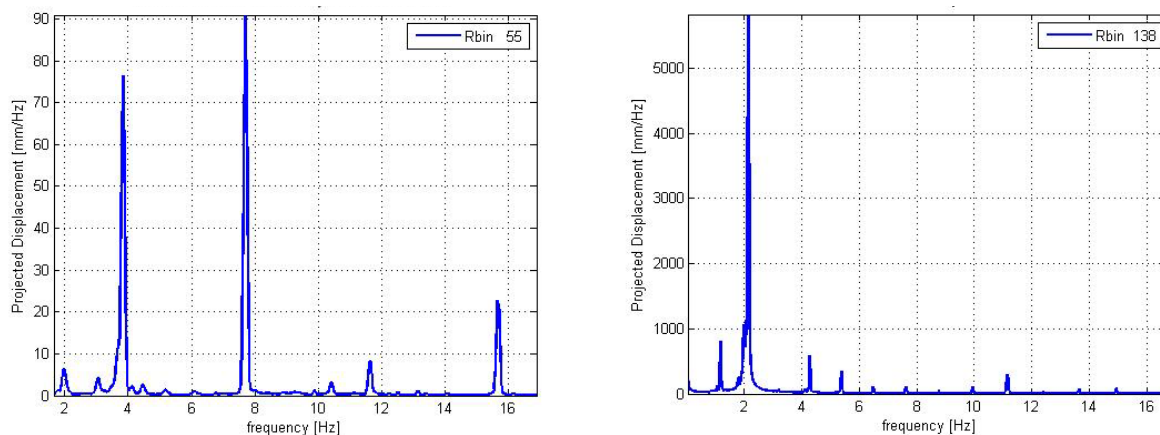 90
80
70
60
50
40
30
20
10
0
Projected Displacement [mm/Hz]
Rbin 55
2 4 6 8 10 12 14 16
frequency [Hz]
5000
4000
3000
2000
1000
0
Projected Displacement [mm/Hz]
Rbin 138
2 4 6 8 10 12 14 16
frequency [Hz]